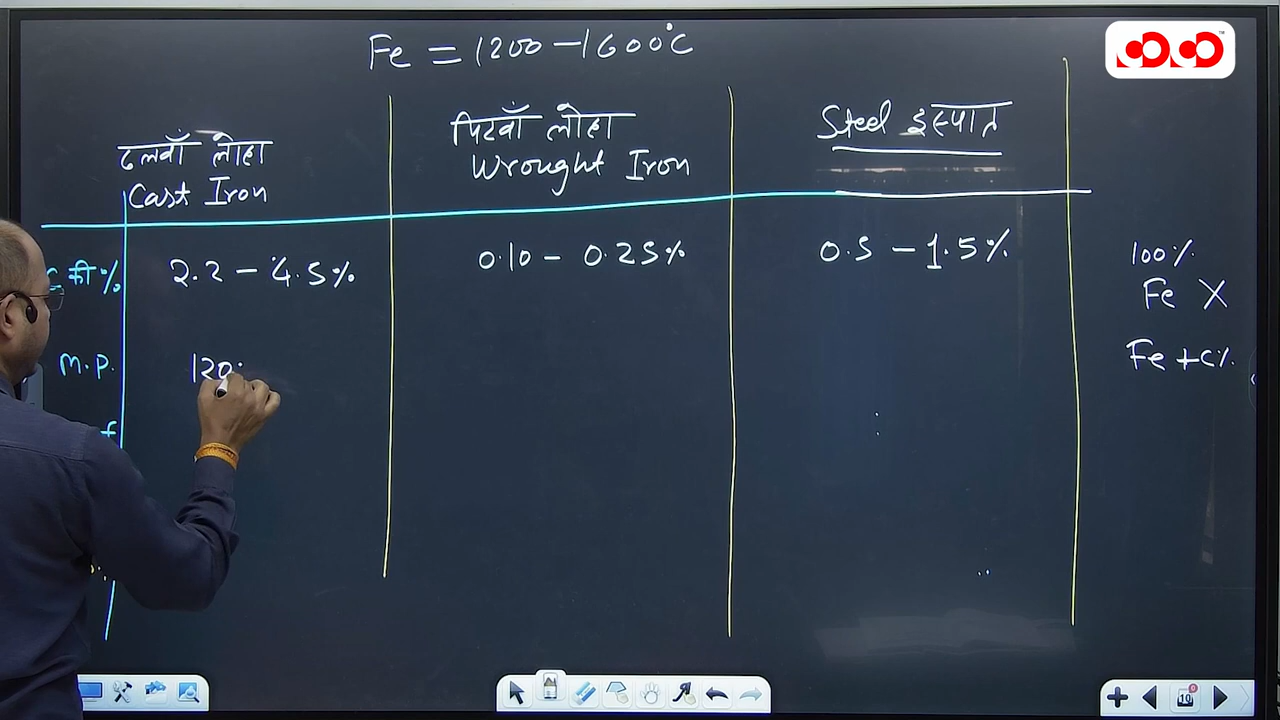 Fe = 1200 – 1600°C
ढलवाँ लोहा
Cast Iron
पिटवाँ लोहा
Wrought Iron
Steel इस्पात
की %
2.2 – 4.5%
0.10 – 0.25%
0.5 – 1.5%
m.p.
120
100%
Fe X
Fe + C%
10